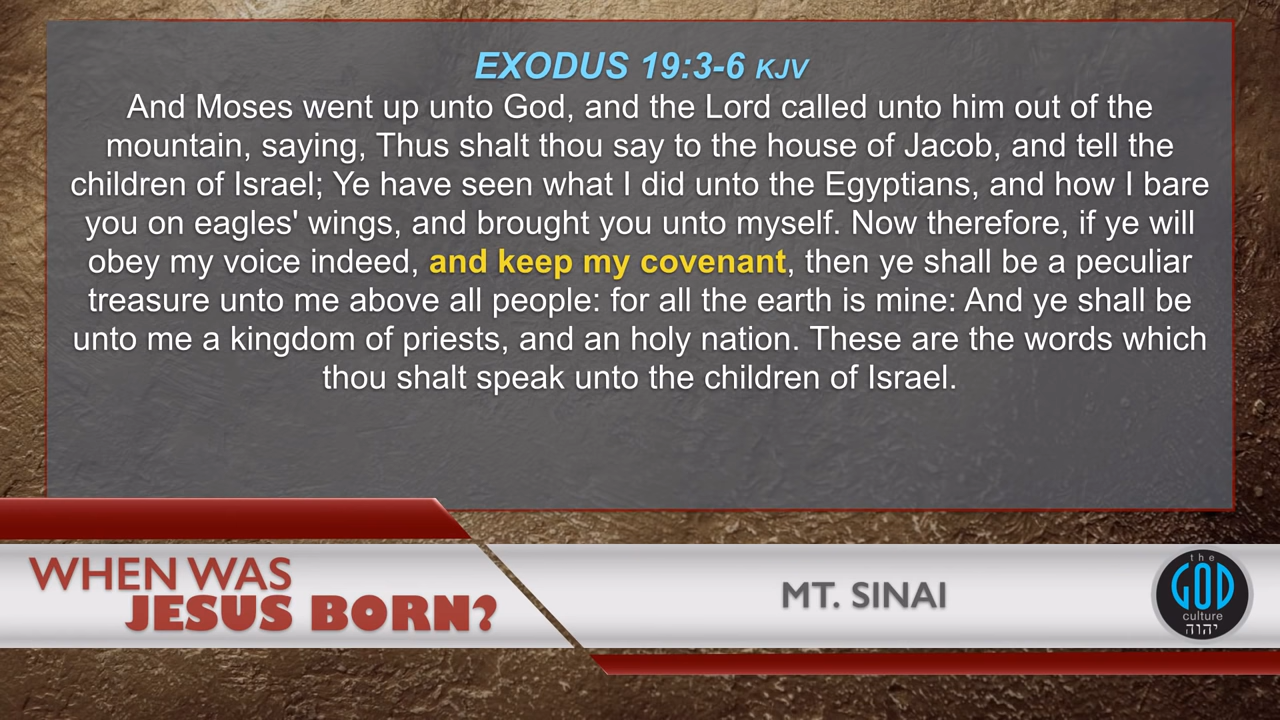 EXODUS 19:3-6 KJV
And Moses went up unto God, and the Lord called unto him out of the
mountain, saying, Thus shalt thou say to the house of Jacob, and tell the
children of Israel; Ye have seen what I did unto the Egyptians, and how I bare
you on eagles' wings, and brought you unto myself. Now therefore, if ye will
obey my voice indeed, and keep my covenant, then ye shall be a peculiar
treasure unto me above all people: for all the earth is mine: And ye shall be
unto me a kingdom of priests, and an holy nation. These are the words which
thou shalt speak unto the children of Israel.
WHEN WAS
JESUS BORN?
MT. SINAI
the
GOD
culture
יהוה